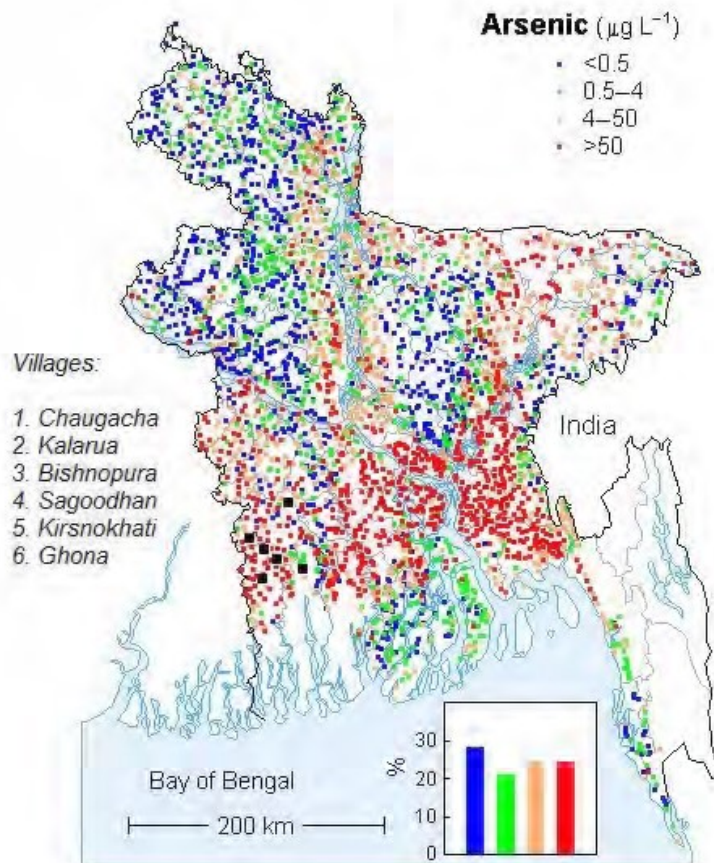 Arsenic (µg L⁻¹)
<0.5
0.5–4
4–50
>50
Villages:
1. Chaugacha
2. Kalarua
3. Bishnopura
4. Sagoodhan
5. Kirsnokhati
6. Ghona
India
Bay of Bengal
200 km
%
30
20
10
0